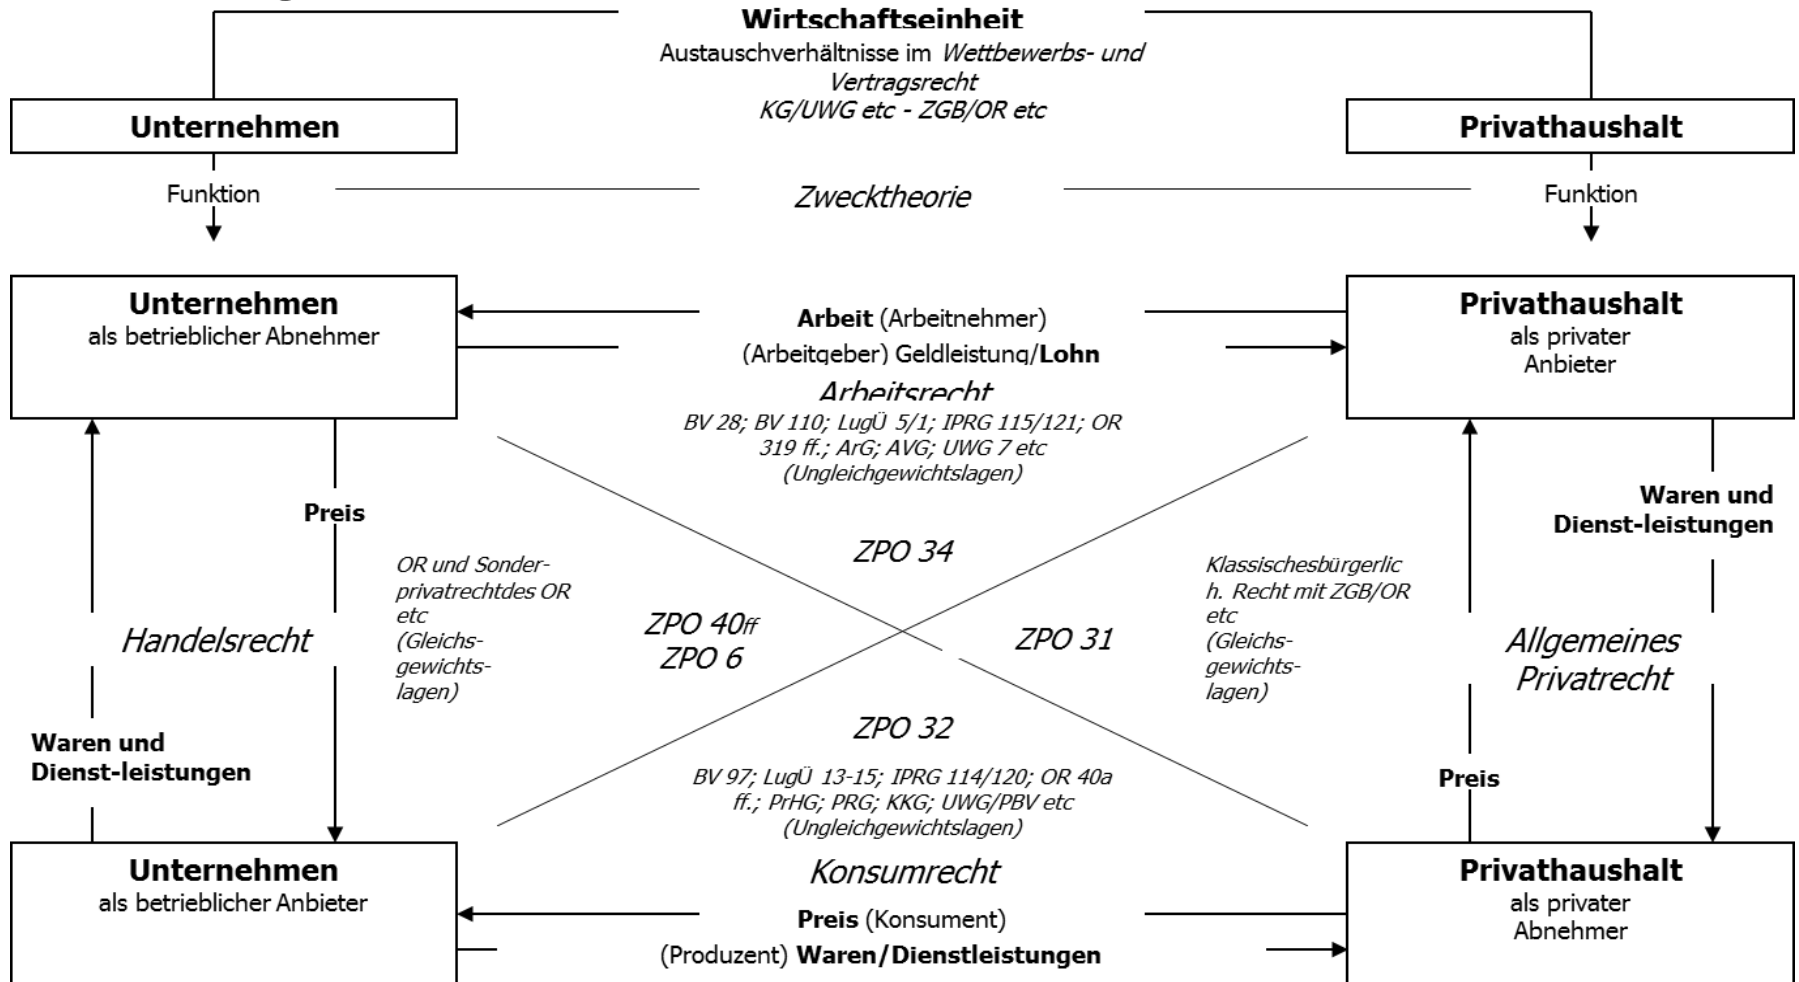 Wirtschaftseinheit
Austauschverhältnisse im Wettbewerbs- und
Vertragsrecht
KG/UWG etc - ZGB/OR etc
Unternehmen
Privathaushalt
Funktion
Zwecktheorie
Funktion
Unternehmen
als betrieblicher Abnehmer
Arbeit (Arbeitnehmer)
(Arbeitgeber) Geldleistung/Lohn
Privathaushalt
als privater
Anbieter
Arbeitsrecht
BV 28; BV 110; LugÜ 5/1; IPRG 115/121; OR
319 ff.; ArG; AVG; UWG 7 etc
(Ungleichgewichtslagen)
Preis
Waren und
Dienst-leistungen
ZPO 34
OR und Sonder-
privatrechtdes OR
etc
(Gleichs-
gewichts-
lagen)
Klassischesbürgerlic
h. Recht mit ZGB/OR
etc
(Gleichs-
gewichts-
lagen)
Handelsrecht
ZPO 40ff
ZPO 6
ZPO 31
Allgemeines
Privatrecht
ZPO 32
Waren und
Dienst-leistungen
BV 97; LugÜ 13-15; IPRG 114/120; OR 40a
ff.; PrHG; PRG; KKG; UWG/PBV etc
(Ungleichgewichtslagen)
Preis
Unternehmen
als betrieblicher Anbieter
Konsumrecht
Preis (Konsument)
(Produzent) Waren/Dienstleistungen
Privathaushalt
als privater
Abnehmer